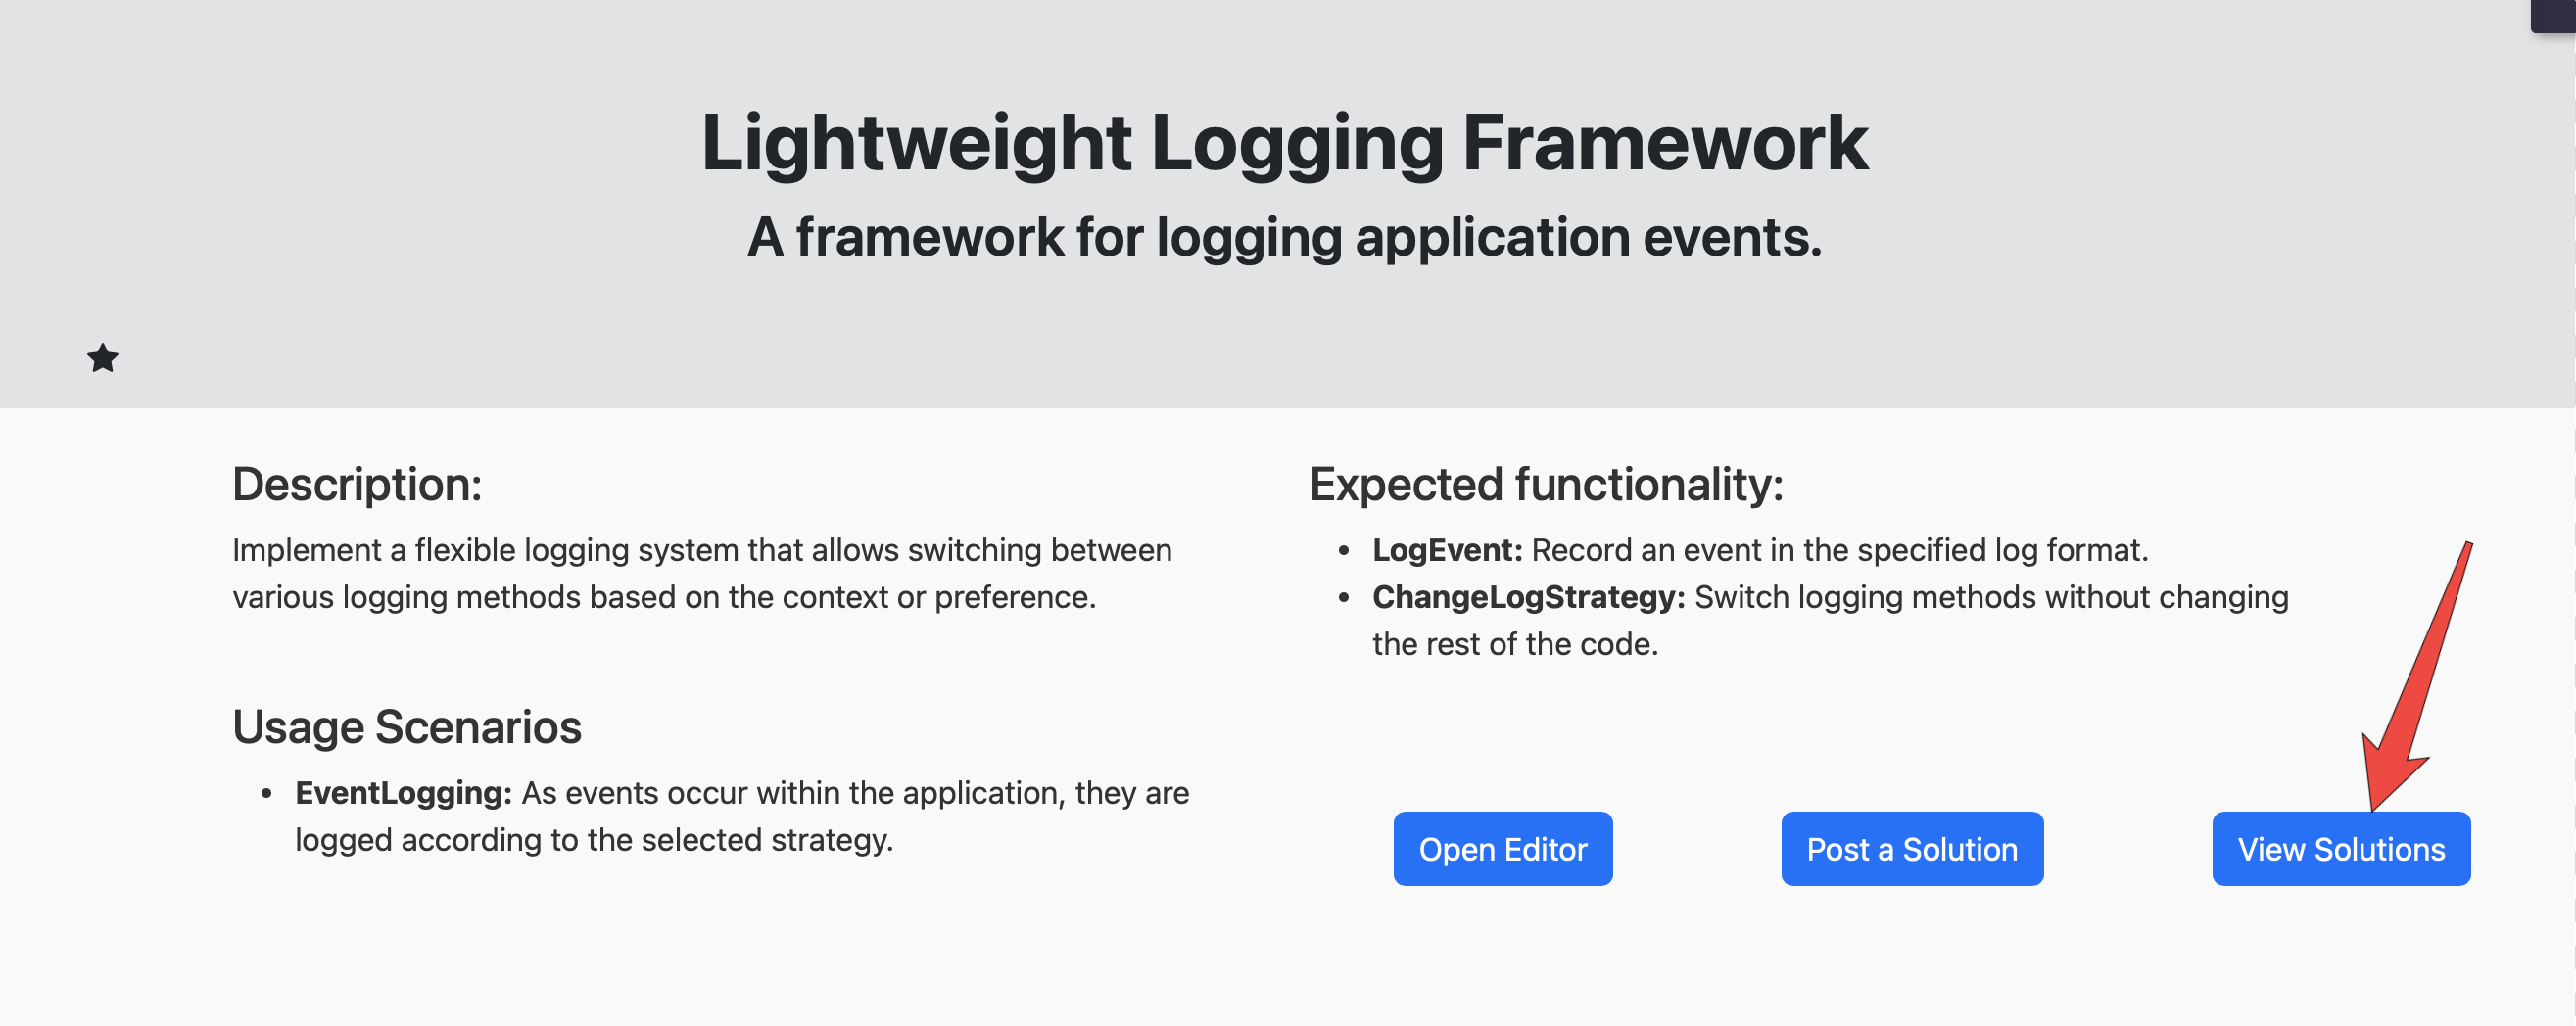 Lightweight Logging Framework
A framework for logging application events.
Description:
Implement a flexible logging system that allows switching between
various logging methods based on the context or preference.
Usage Scenarios
• EventLogging: As events occur within the application, they are
logged according to the selected strategy.
Expected functionality:
• LogEvent: Record an event in the specified log format.
• ChangeLogStrategy: Switch logging methods without changing
the rest of the code.
Open Editor
Post a Solution
View Solutions